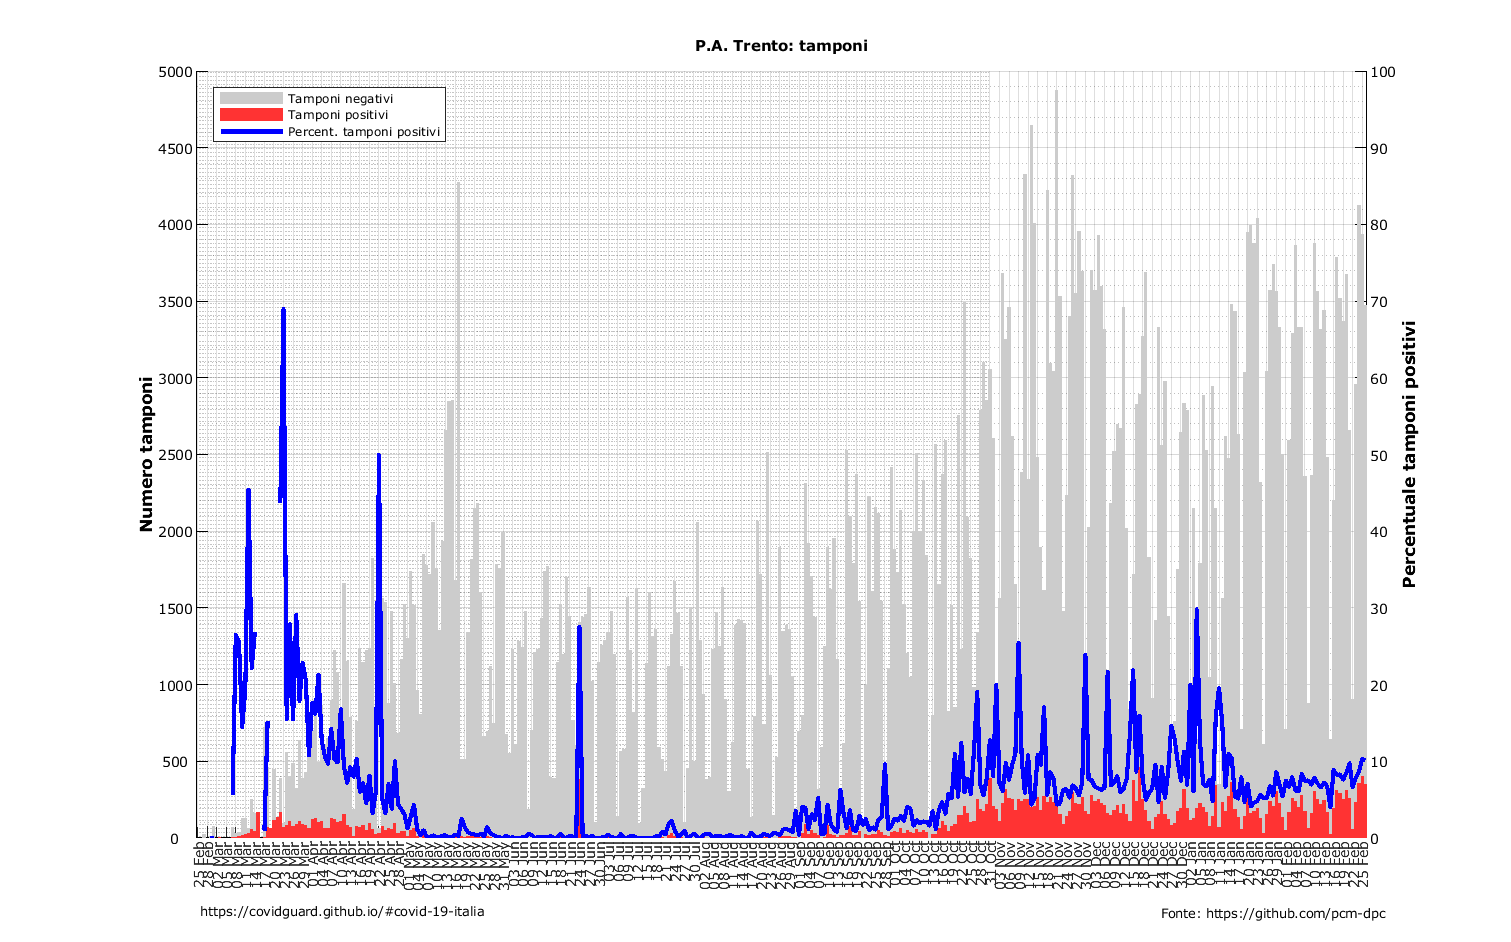 P.A. Trento: tamponi
Tamponi negativi
Tamponi positivi
Percent. tamponi positivi
Numero tamponi
5000
4500
4000
3500
3000
2500
2000
1500
1000
500
0
100
90
80
70
60
50
40
30
20
10
0
Percentuale tamponi positivi
25 Feb
28 Feb
02 Mar
05 Mar
08 Mar
11 Mar
14 Mar
17 Mar
20 Mar
23 Mar
26 Mar
29 Mar
01 Apr
04 Apr
07 Apr
10 Apr
13 Apr
16 Apr
19 Apr
22 Apr
25 Apr
28 Apr
01 May
04 May
07 May
10 May
13 May
16 May
19 May
22 May
25 May
28 May
31 May
03 Jun
06 Jun
09 Jun
12 Jun
15 Jun
18 Jun
21 Jun
24 Jun
27 Jun
30 Jun
03 Jul
06 Jul
09 Jul
12 Jul
15 Jul
18 Jul
21 Jul
24 Jul
27 Jul
30 Jul
02 Aug
05 Aug
08 Aug
11 Aug
14 Aug
17 Aug
20 Aug
23 Aug
26 Aug
29 Aug
01 Sep
04 Sep
07 Sep
10 Sep
13 Sep
16 Sep
19 Sep
22 Sep
25 Sep
28 Sep
01 Oct
04 Oct
07 Oct
10 Oct
13 Oct
16 Oct
19 Oct
22 Oct
25 Oct
28 Oct
31 Oct
03 Nov
06 Nov
09 Nov
12 Nov
15 Nov
18 Nov
21 Nov
24 Nov
27 Nov
30 Nov
03 Dec
06 Dec
09 Dec
12 Dec
15 Dec
18 Dec
21 Dec
24 Dec
27 Dec
30 Dec
02 Jan
05 Jan
08 Jan
11 Jan
14 Jan
17 Jan
20 Jan
23 Jan
26 Jan
29 Jan
01 Feb
04 Feb
07 Feb
10 Feb
13 Feb
16 Feb
19 Feb
22 Feb
25 Feb
https://covidguard.github.io/#covid-19-italia
Fonte: https://github.com/pcm-dpc